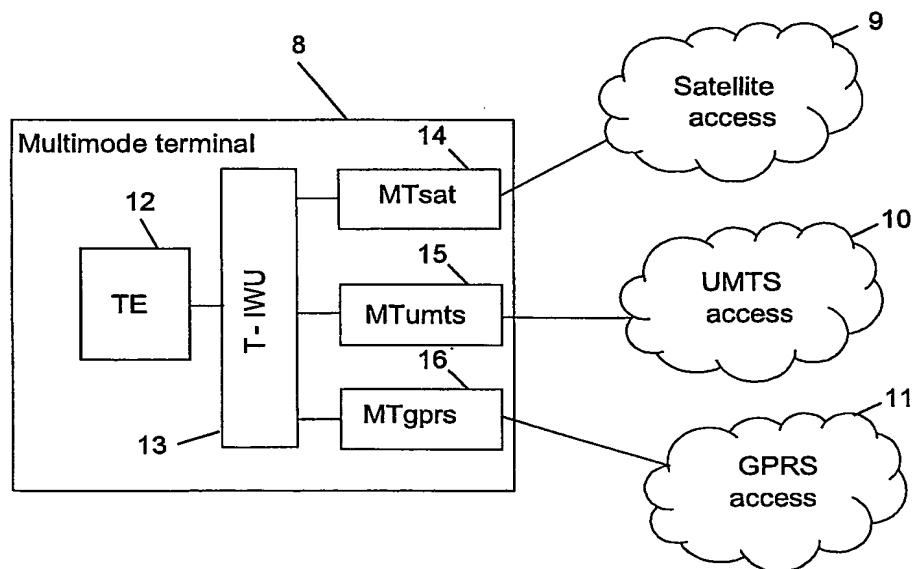 8
9
Satellite
access
Multimode terminal
14
MTsat
12
TE
T-IWU
13
15
MTumts
10
UMTS
access
16
MTgprs
11
GPRS
access